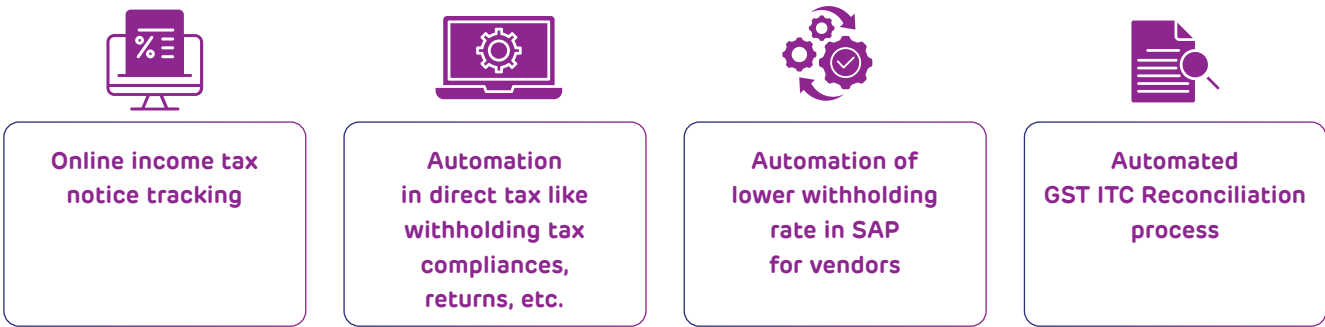 Online income tax
notice tracking
Automation
in direct tax like
withholding tax
compliances,
returns, etc.
Automation of
lower withholding
rate in SAP
for vendors
Automated
GST ITC Reconciliation
process